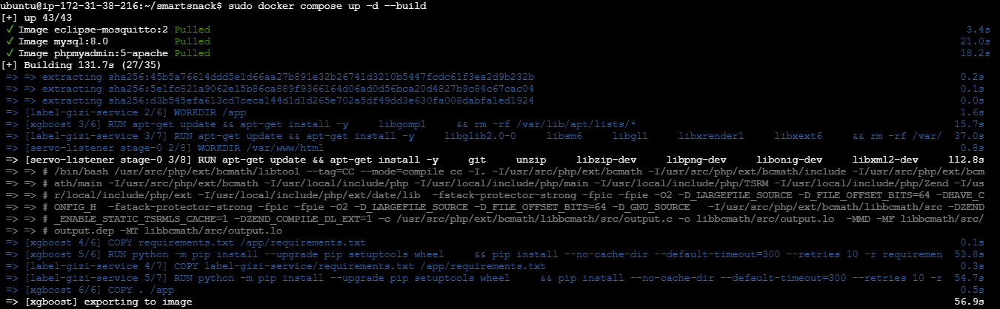 ubuntu@ip-172-31-38-216:~/smartsnack$ sudo docker compose up -d --build
[+] up 43/43
✓ Image eclipse-mosquitto:2 Pulled 3.4s
✓ Image mysql:8.0 Pulled 21.0s
✓ Image phpmyadmin:5-apache Pulled 18.2s
[+] Building 131.7s (27/35)
=> => extracting sha256:45b5a76614ddd5e1d66aa27b891e32b26741d3210b5447fcdc61f3ea2d9b232b 0.2s
=> => extracting sha256:5e1fc821a9062e15b86ca889f9366164d06ad0d56bca20d4827b9c84c67cac04 0.1s
=> => extracting sha256:d3b545efa613cd7ceca144d1d1d265e702a5df49dd3e630fa008dabfa1ed1924 0.0s
=> [label-gizi-service 2/6] WORKDIR /app 1.6s
=> [xgboost 3/6] RUN apt-get update && apt-get install -y libgomp1 && rm -rf /var/lib/apt/lists/* 15.7s
=> [label-gizi-service 3/7] RUN apt-get update && apt-get install -y libglib2.0-0 libsm6 libgl1 libxrender1 libxext6 && rm -rf /var/ 37.0s
=> [servo-listener stage-0 2/8] WORKDIR /var/www/html 0.8s
=> [servo-listener stage-0 3/8] RUN apt-get update && apt-get install -y git unzip libzip-dev libpng-dev libonig-dev libxml2-dev 112.8s
=> => # /bin/bash /usr/src/php/ext/bcmath/libtool --tag=CC --mode=compile cc -I. -I/usr/src/php/ext/bcmath -I/usr/src/php/ext/bcmath/include -I/usr/src/php/ext/bcm
=> => # ath/main -I/usr/src/php/ext/bcmath -I/usr/local/include/php -I/usr/local/include/php/main -I/usr/local/include/php/TSRM -I/usr/local/include/php/Zend -I/us
=> => # r/local/include/php/ext -I/usr/local/include/php/ext/date/lib -fstack-protector-strong -fpic -fpie -O2 -D_LARGEFILE_SOURCE -D_FILE_OFFSET_BITS=64 -DHAVE_C
=> => # ONFIG_H -fstack-protector-strong -fpic -fpie -O2 -D_LARGEFILE_SOURCE -D_FILE_OFFSET_BITS=64 -D_GNU_SOURCE -I/usr/src/php/ext/bcmath/libbcmath/src -DZEND
=> => # _ENABLE_STATIC_TSRMLS_CACHE=1 -DZEND_COMPILE_DL_EXT=1 -c /usr/src/php/ext/bcmath/libbcmath/src/output.c -o libbcmath/src/output.lo -MMD -MF libbcmath/src/
=> => # output.dep -MT libbcmath/src/output.lo
=> [xgboost 4/6] COPY requirements.txt /app/requirements.txt 0.1s
=> [xgboost 5/6] RUN python -m pip install --upgrade pip setuptools wheel && pip install --no-cache-dir --default-timeout=300 --retries 10 -r requiremen 53.8s
=> [label-gizi-service 4/7] COPY label-gizi-service/requirements.txt /app/requirements.txt 0.3s
=> [label-gizi-service 5/7] RUN python -m pip install --upgrade pip setuptools wheel && pip install --no-cache-dir --default-timeout=300 --retries 10 -r 54.7s
=> [xgboost 6/6] COPY . /app 0.5s
=> [xgboost] exporting to image 56.9s